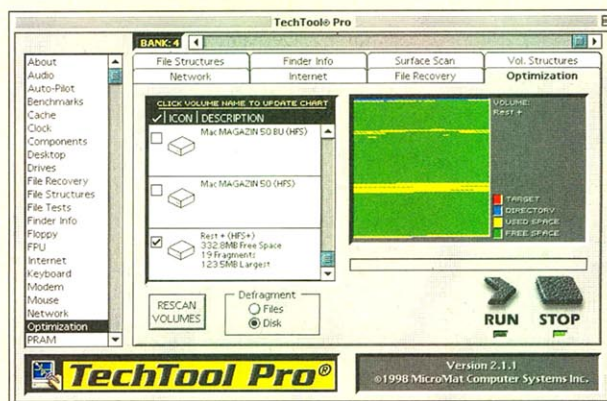 TechTool® Pro
BANK: 4
File Structures
Finder Info
Surface Scan
Vol. Structures
Network
Internet
File Recovery
Optimization
About
Audio
Auto-Pilot
Benchmarks
Cache
Clock
Components
Desktop
Drives
File Recovery
File Structures
File Tests
Finder Info
Floppy
FPU
Internet
Keyboard
Modem
Mouse
Network
Optimization
PRAM
CLICK VOLUME NAME TO UPDATE CHART
✓ ICON DESCRIPTION
Mac MAGAZIN 50 BU (HFS)
Mac MAGAZIN 50 (HFS)
Rest + (HFS+)
332.8MB Free Space
19 Fragments
123.5MB Largest
VOLUME:
Rest +
TARGET
DIRECTORY
USED SPACE
FREE SPACE
RESCAN
VOLUMES
Defragment
Files
Disk
RUN
STOP
TechTool Pro®
Version 2.1.1
©1998 MicroMat Computer Systems Inc.